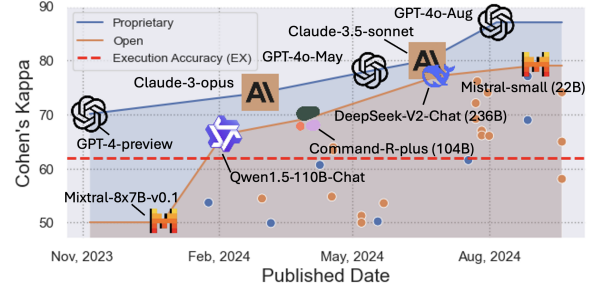 GPT-4o-Aug
90
Proprietary
Open
Execution Accuracy (EX)
Claude-3.5-sonnet
GPT-4o-May
80
Claude-3-opus
Mistral-small (22B)
70
DeepSeek-V2-Chat (236B)
GPT-4-preview
Command-R-plus (104B)
60
Qwen1.5-110B-Chat
Mixtral-8x7B-v0.1
50
Cohen's Kappa
Nov, 2023
Feb, 2024
May, 2024
Aug, 2024
Published Date